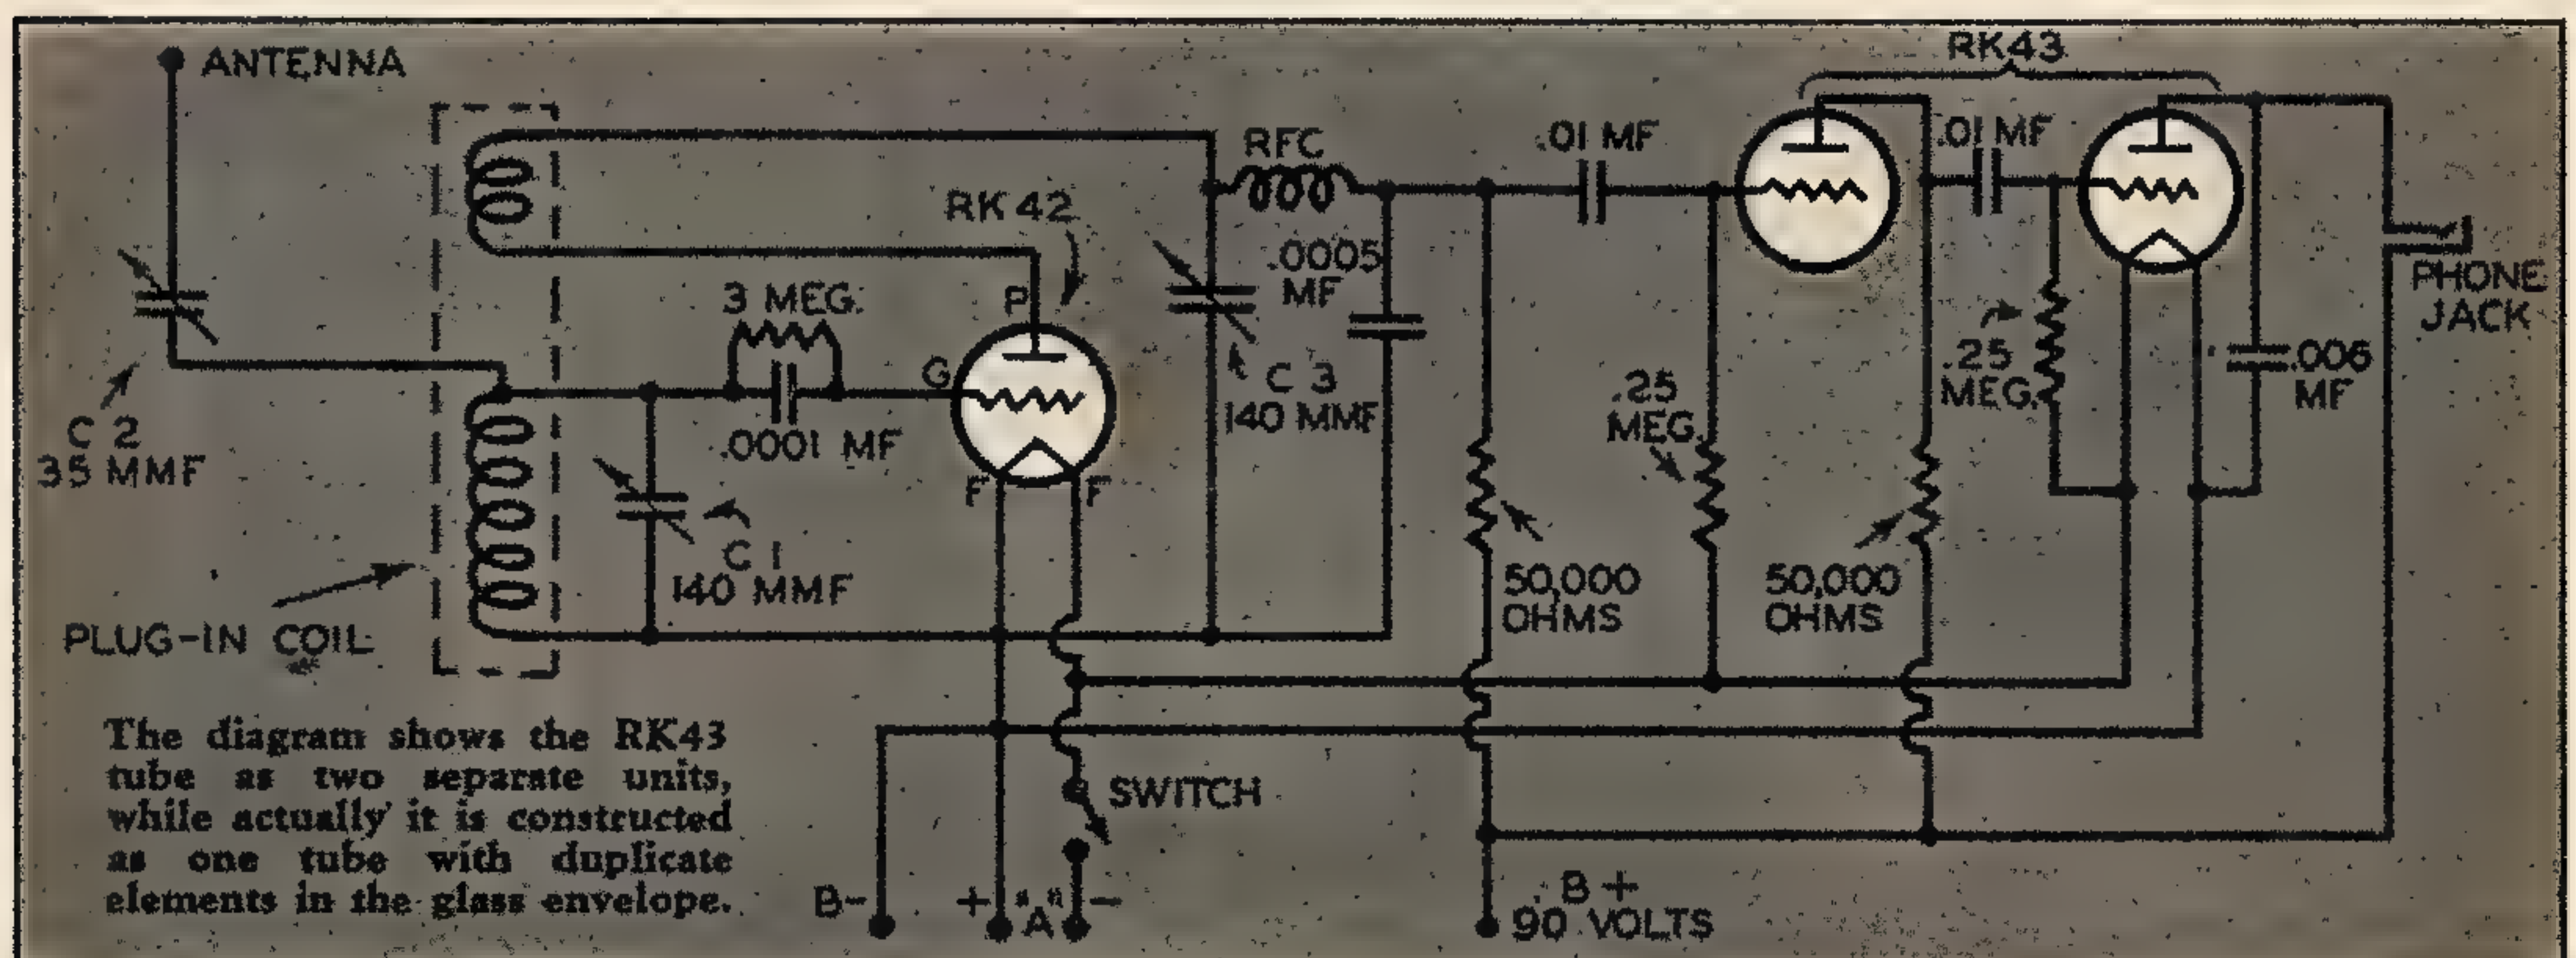 ANTENNA
RK43
RFC
.01 MF
.01 MF
RK 42
.0005
MF
PHONE
JACK
3 MEG.
P
G
C 3
140 MMF
.25
MEG.
.25
MEG.
.006
MF
C 2
35 MMF
.0001 MF
F
F
C 1
140 MMF
50,000
OHMS
50,000
OHMS
PLUG-IN COIL
The diagram shows the RK43
tube as two separate units,
while actually it is constructed
as one tube with duplicate
elements in the glass envelope.
SWITCH
B-
+ "A" -
B +
90 VOLTS